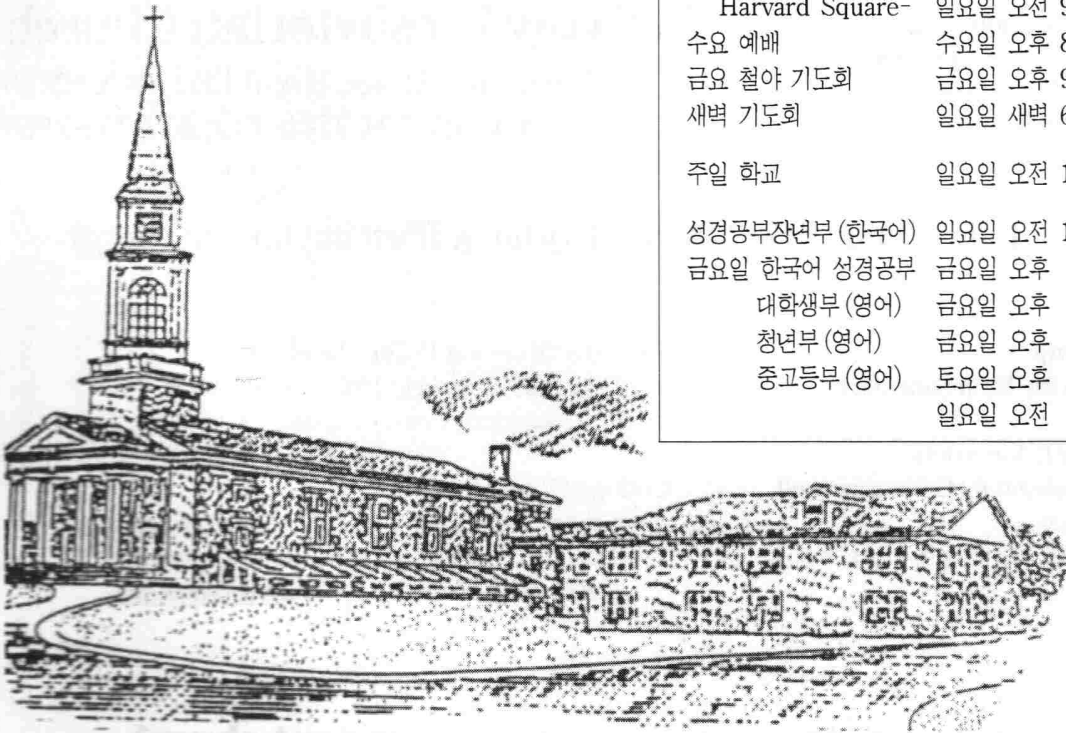 Harvard Square- 일요일 오전 9
수요 예배 수요일 오후 8
금요 철야 기도회 금요일 오후 9
새벽 기도회 일요일 새벽 6
주일 학교 일요일 오전 1
성경공부장년부 (한국어) 일요일 오전 1
금요일 한국어 성경공부 금요일 오후
대학생부 (영어) 금요일 오후
청년부 (영어) 금요일 오후
중고등부 (영어) 토요일 오후
일요일 오전